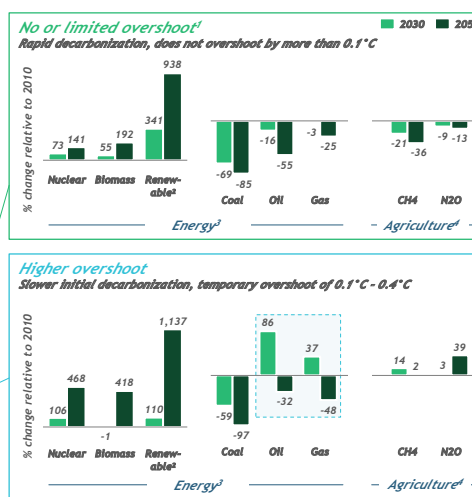 No or limited overshoot¹
2030 205
Rapid decarbonization, does not overshoot by more than 0.1°C
% change relative to 2010
73 141 55 192 341 938
-69 -85 -16 -55 -3 -25
-21 -36 -9 -13
Nuclear Biomass Renew-
able²
Coal Oil Gas
CH4 N2O
Energy³
Agriculture⁴
Higher overshoot
Slower initial decarbonization, temporary overshoot of 0.1°C - 0.4°C
% change relative to 2010
106 468 -1 418 110 1,137
-59 -97 86 -32 37 -48
14 2 3 39
Nuclear Biomass Renew-
able²
Coal Oil Gas
CH4 N2O
Energy³
Agriculture⁴